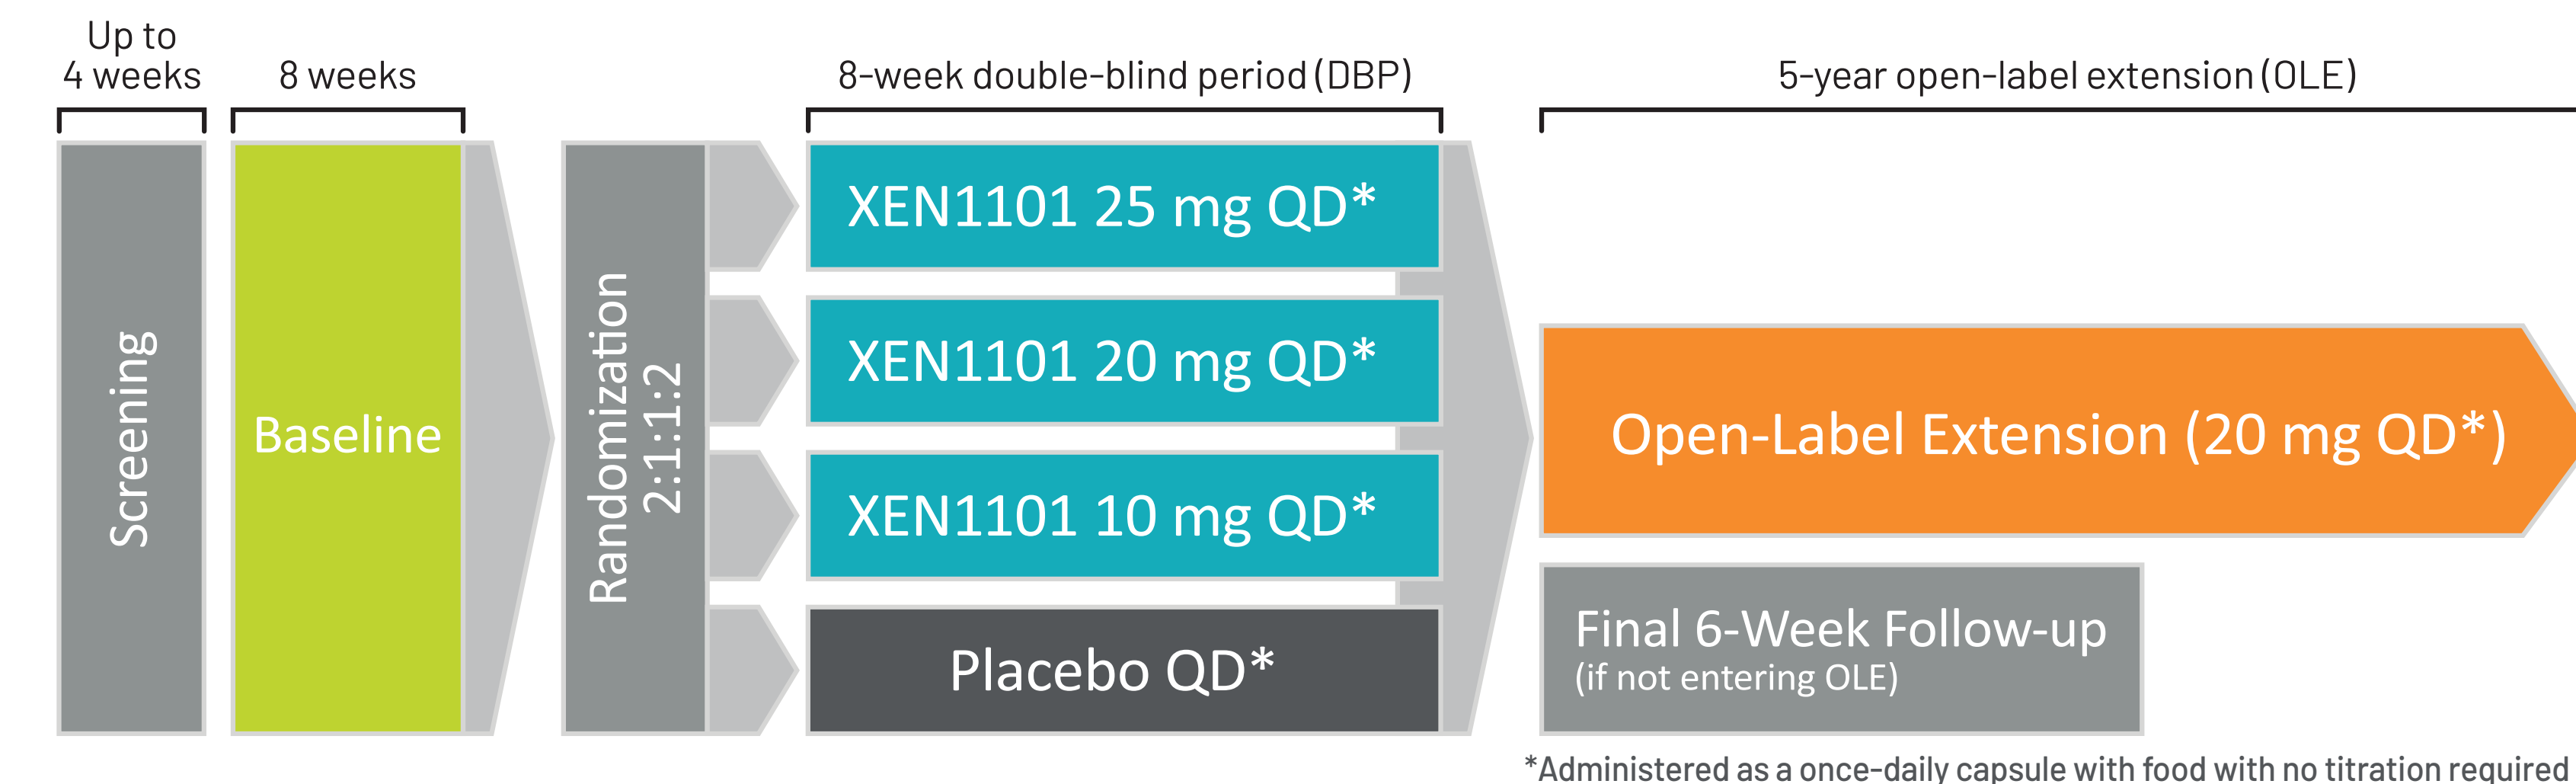 Up to
4 weeks
8 weeks
8-week double-blind period (DBP)
5-year open-label extension (OLE)
Screening
Baseline
Randomization
2:1:1:2
XEN1101 25 mg QD*
XEN1101 20 mg QD*
XEN1101 10 mg QD*
Placebo QD*
Open-Label Extension (20 mg QD*)
Final 6-Week Follow-up
(if not entering OLE)
*Administered as a once-daily capsule with food with no titration required